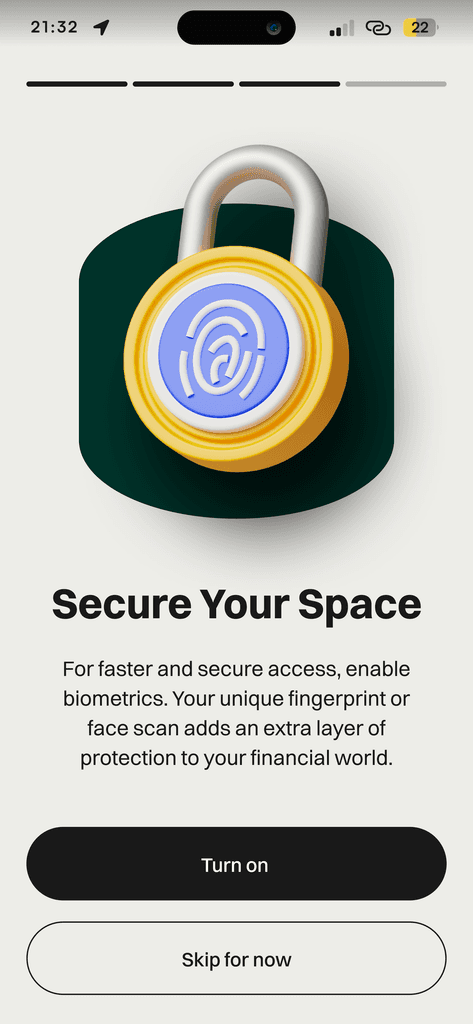 21:32
22
Secure Your Space
For faster and secure access, enable
biometrics. Your unique fingerprint or
face scan adds an extra layer of
protection to your financial world.
Turn on
Skip for now